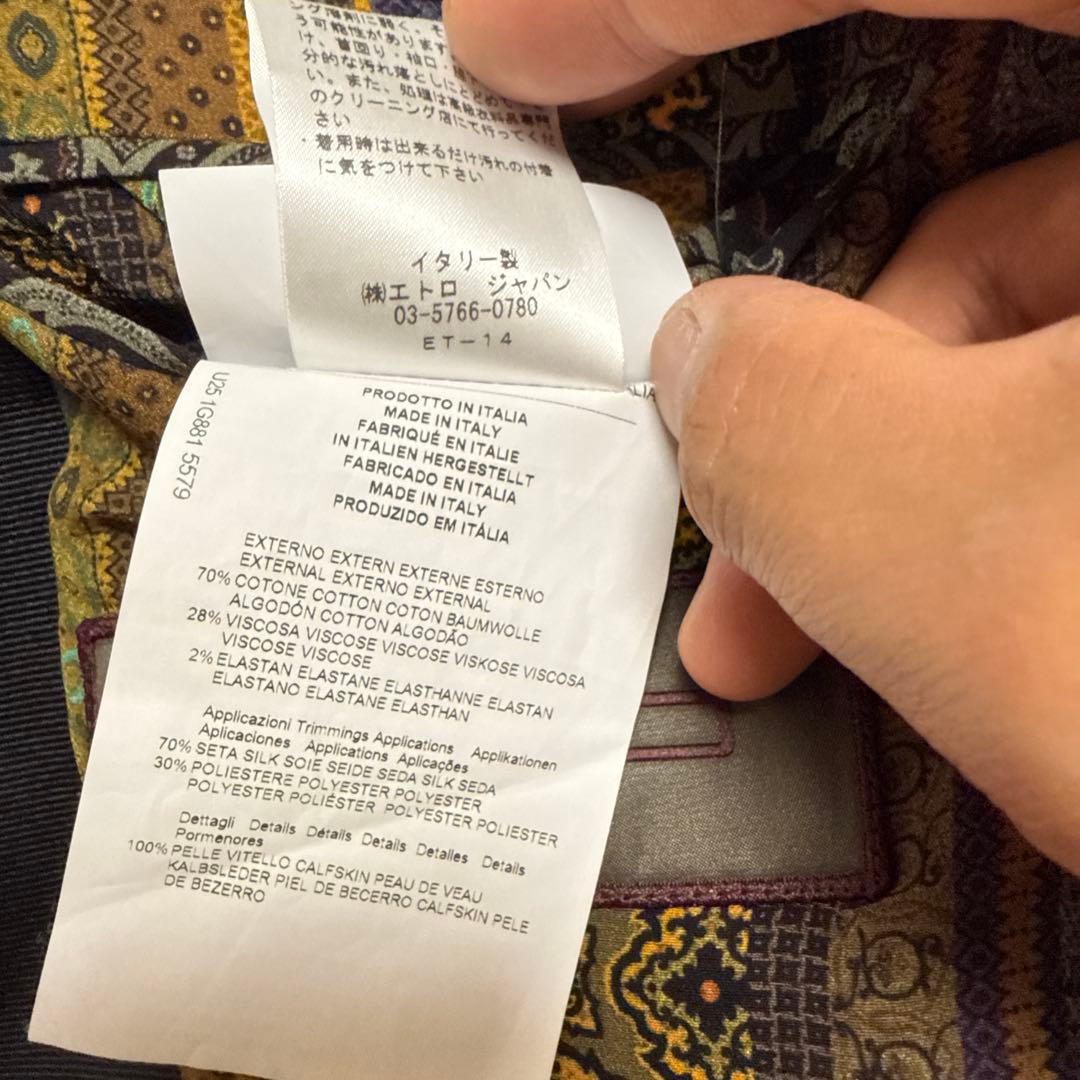 う可能性があります
け、首回り・袖口・
分的な汚れ落としにとどめて
い。また、処理は高級衣料品専門
のクリーニング店にて行ってくだ
さい
・着用時は出来るだけ汚れの付着
に気をつけて下さい
イタリー製
㈱エトロ ジャパン
03-5766-0780
ET-14
LIA
U25 1G881 5579
PRODOTTO IN ITALIA
MADE IN ITALY
FABRIQUÉ EN ITALIE
IN ITALIEN HERGESTELLT
FABRICADO EN ITALIA
MADE IN ITALY
PRODUZIDO EM ITÁLIA
EXTERNO EXTERN EXTERNE ESTERNO
EXTERNAL EXTERNO EXTERNAL
70% COTONE COTTON COTON BAUMWOLLE
ALGODÓN COTTON ALGODÃO
28% VISCOSA VISCOSE VISCOSE VISKOSE VISCOSA
VISCOSE VISCOSE
2% ELASTAN ELASTANE ELASTHANNE ELASTAN
ELASTANO ELASTANE ELASTHAN
Applicazioni Trimmings Applications Applikationen
Aplicaciones Applications Aplicações
70% SETA SILK SOIE SEIDE SEDA SILK SEDA
30% POLIESTERE POLYESTER POLYESTER
POLYESTER POLIÉSTER POLYESTER POLIESTER
Dettagli Details Détails Details Detalles Details
Pormenores
100% PELLE VITELLO CALFSKIN PEAU DE VEAU
KALBSLEDER PIEL DE BECERRO CALFSKIN PELE
DE BEZERRO